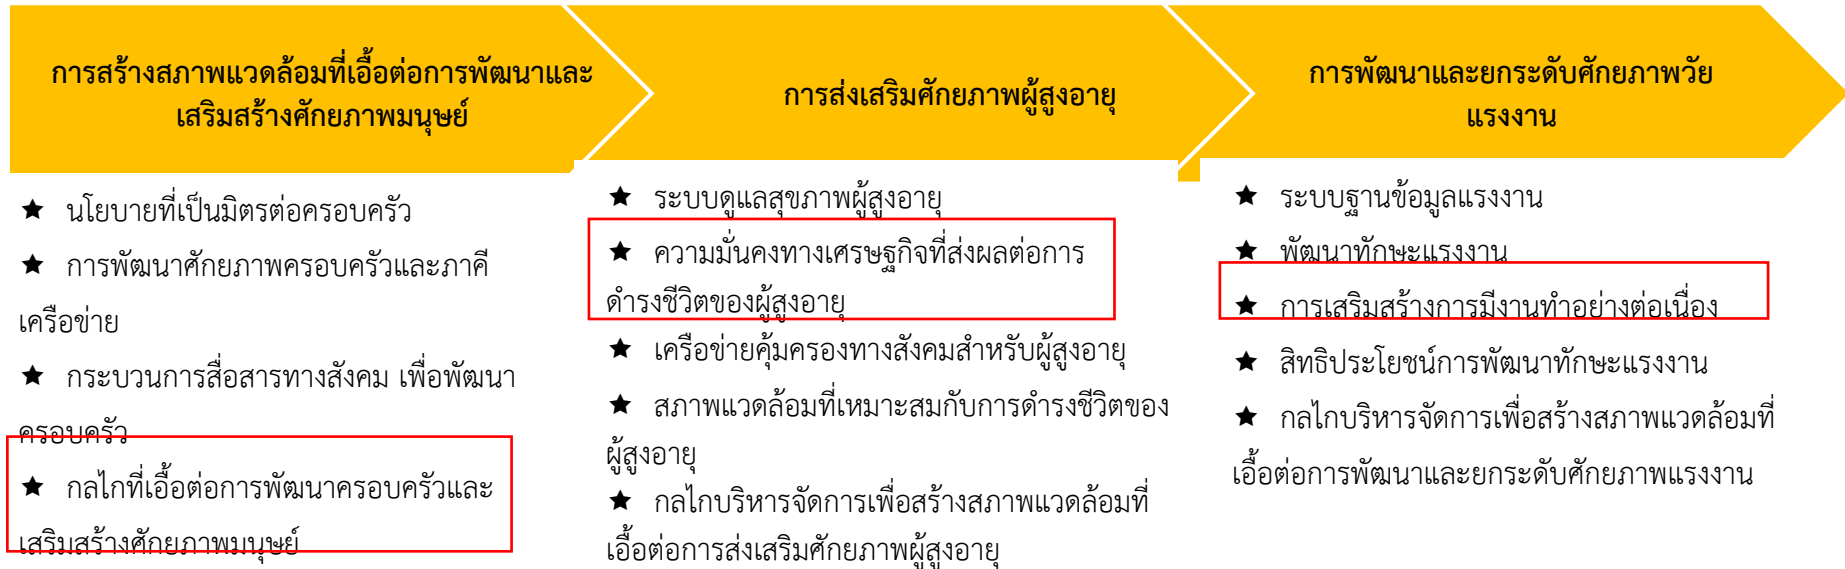 การสร้างสภาพแวดล้อมที่เอื้อต่อการพัฒนาและ
เสริมสร้างศักยภาพมนุษย์
★ นโยบายที่เป็นมิตรต่อครอบครัว
★ การพัฒนาศักยภาพครอบครัวและภาคี
เครือข่าย
★ กระบวนการสื่อสารทางสังคม เพื่อพัฒนา
ครอบครัว
★ กลไกที่เอื้อต่อการพัฒนาครอบครัวและ
เสริมสร้างศักยภาพมนุษย์
การส่งเสริมศักยภาพผู้สูงอายุ
★ ระบบดูแลสุขภาพผู้สูงอายุ
★ ความมั่นคงทางเศรษฐกิจที่ส่งผลต่อการ
ดำรงชีวิตของผู้สูงอายุ
★ เครือข่ายคุ้มครองทางสังคมสำหรับผู้สูงอายุ
★ สภาพแวดล้อมที่เหมาะสมกับการดำรงชีวิตของ
ผู้สูงอายุ
★ กลไกบริหารจัดการเพื่อสร้างสภาพแวดล้อมที่
เอื้อต่อการส่งเสริมศักยภาพผู้สูงอายุ
การพัฒนาและยกระดับศักยภาพวัย
แรงงาน
★ ระบบฐานข้อมูลแรงงาน
★ พัฒนาทักษะแรงงาน
★ การเสริมสร้างการมีงานทำอย่างต่อเนื่อง
★ สิทธิประโยชน์การพัฒนาทักษะแรงงาน
★ กลไกบริหารจัดการเพื่อสร้างสภาพแวดล้อมที่
เอื้อต่อการพัฒนาและยกระดับศักยภาพแรงงาน